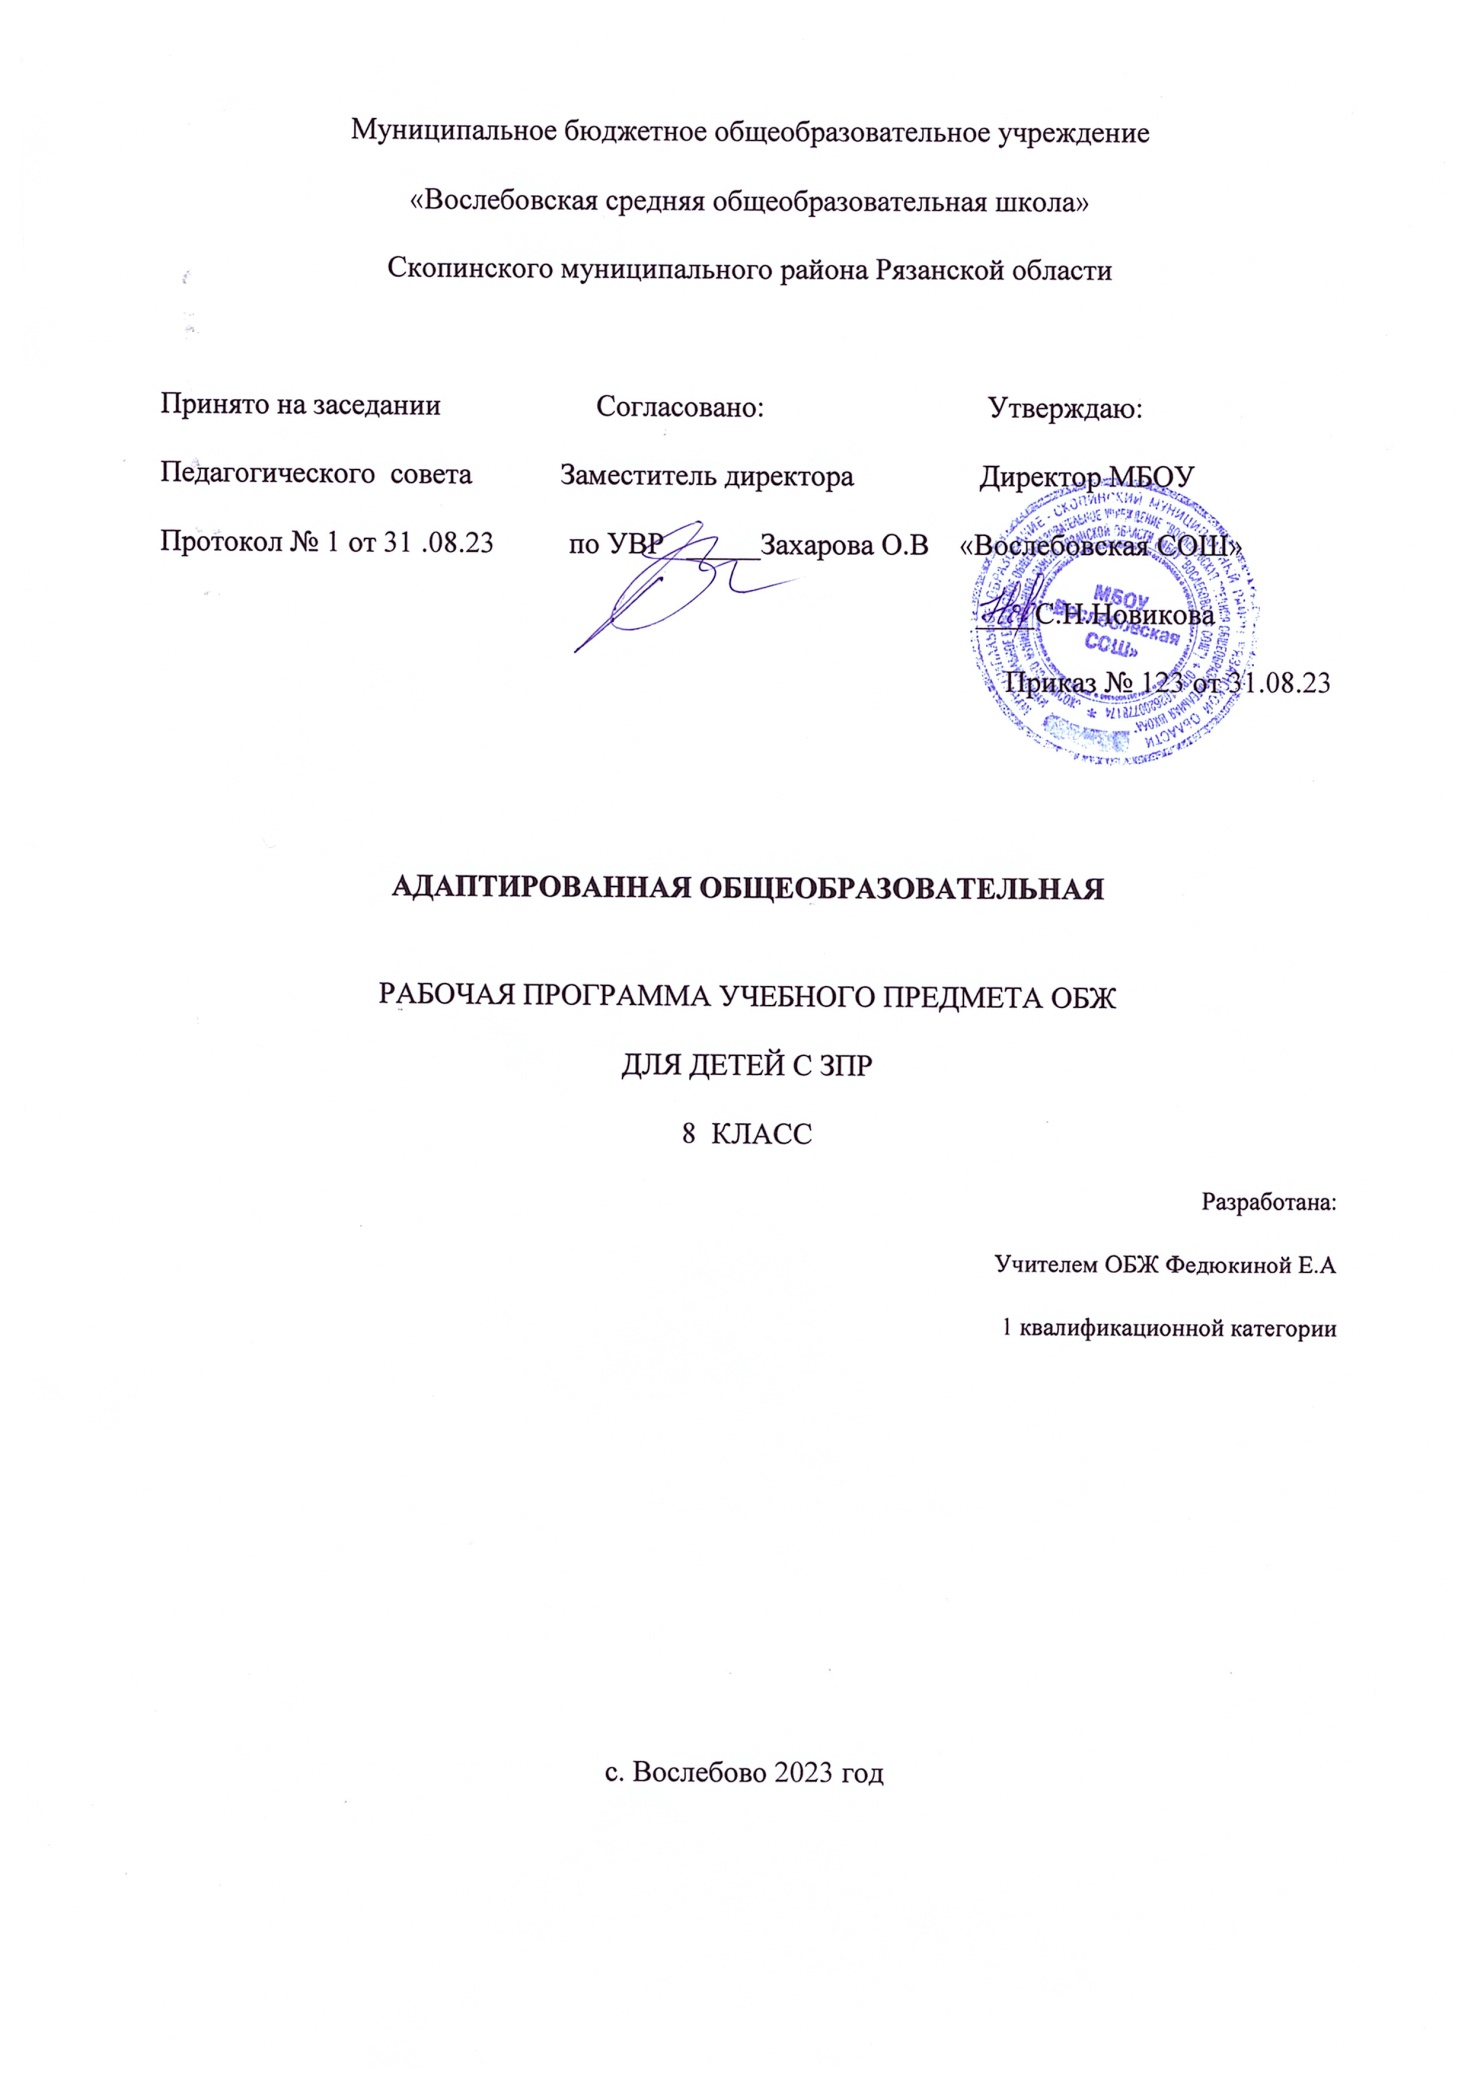 Муниципальное бюджетное общеобразовательное учреждение
«Вослебовская средняя общеобразовательная школа»
Скопинского муниципального района Рязанской области
Принято на заседании Согласовано: Утверждаю:
Педагогического совета Заместитель директора Директор МБОУ
Протокол № 1 от 31 .08.23 по УВР ______Захарова О.В «Вослебовская СОШ»
____С.Н.Новикова
Приказ № 123 от 31.08.23
МБОУ
«Вослебовская
СОШ»
АДАПТИРОВАННАЯ ОБЩЕОБРАЗОВАТЕЛЬНАЯ
РАБОЧАЯ ПРОГРАММА УЧЕБНОГО ПРЕДМЕТА ОБЖ
ДЛЯ ДЕТЕЙ С ЗПР
8 КЛАСС
Разработана:
Учителем ОБЖ Федюкиной Е.А
1 квалификационной категории
с. Вослебово 2023 год